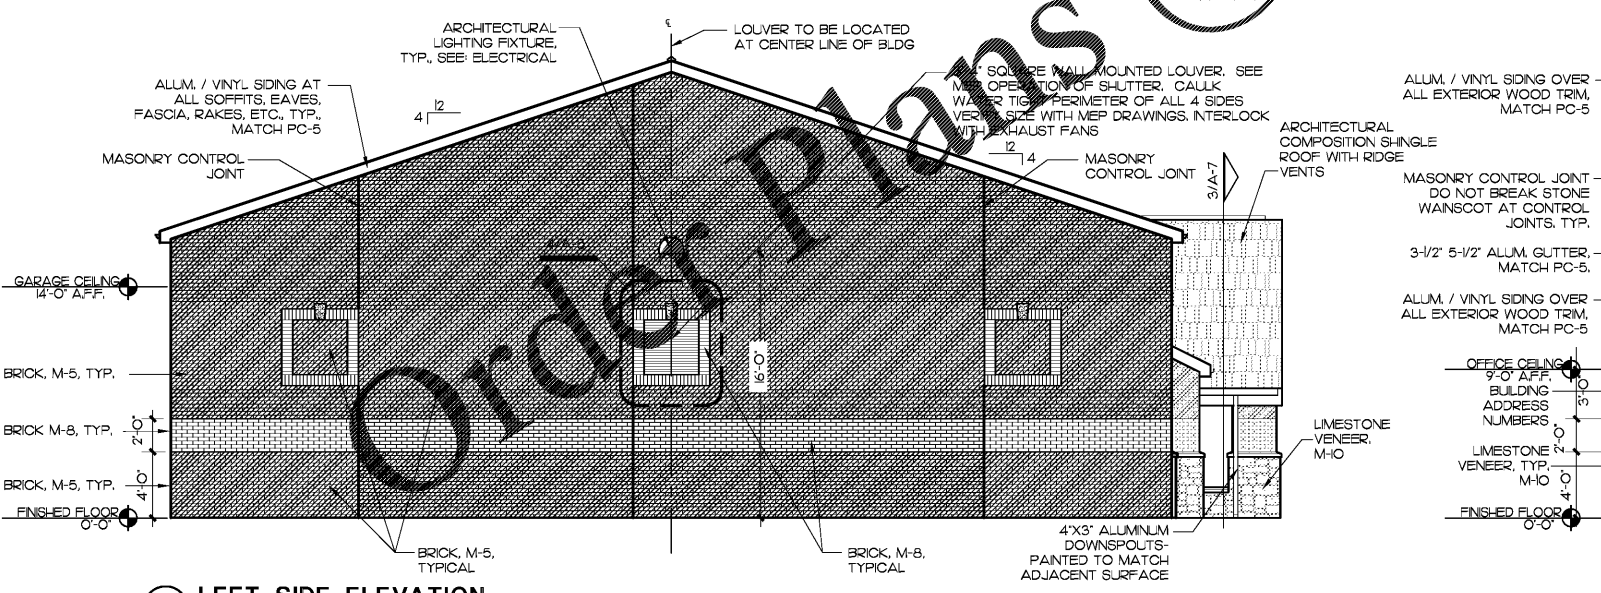 ARCHITECTURAL
LIGHTING FIXTURE,
TYP., SEE: ELECTRICAL
℄
LOUVER TO BE LOCATED
AT CENTER LINE OF BLDG
ALUM. / VINYL SIDING AT
ALL SOFFITS, EAVES,
FASCIA, RAKES, ETC., TYP.,
MATCH PC-5
12
4
SQUARE WALL MOUNTED LOUVER. SEE
MEP OPERATION OF SHUTTER. CAULK
WATER TIGHT PERIMETER OF ALL 4 SIDES
VERIFY SIZE WITH MEP DRAWINGS. INTERLOCK
WITH EXHAUST FANS
12
4
MASONRY CONTROL
JOINT
MASONRY
CONTROL JOINT
3/A-7
ARCHITECTURAL
COMPOSITION SHINGLE
ROOF WITH RIDGE
VENTS
ALUM. / VINYL SIDING OVER
ALL EXTERIOR WOOD TRIM,
MATCH PC-5
MASONRY CONTROL JOINT
DO NOT BREAK STONE
WAINSCOT AT CONTROL
JOINTS. TYP.
3-1/2" 5-1/2" ALUM. GUTTER,
MATCH PC-5.
ALUM. / VINYL SIDING OVER
ALL EXTERIOR WOOD TRIM,
MATCH PC-5
GARAGE CEILING
14'-0" A.F.F.
BRICK, M-5, TYP.
BRICK M-8, TYP.
2'-0"
BRICK, M-5, TYP.
4'-0"
FINISHED FLOOR
0'-0"
16'-0"
Order Plans
BRICK, M-5,
TYPICAL
BRICK, M-8,
TYPICAL
4"X3" ALUMINUM
DOWNSPOUTS-
PAINTED TO MATCH
ADJACENT SURFACE
LIMESTONE
VENEER,
M-10
OFFICE CEILING
9'-0" A.F.F.
3'-0"
BUILDING
ADDRESS
NUMBERS
2'-0"
LIMESTONE
VENEER, TYP.
M-10
4'-0"
FINISHED FLOOR
0'-0"
LEFT SIDE ELEVATION